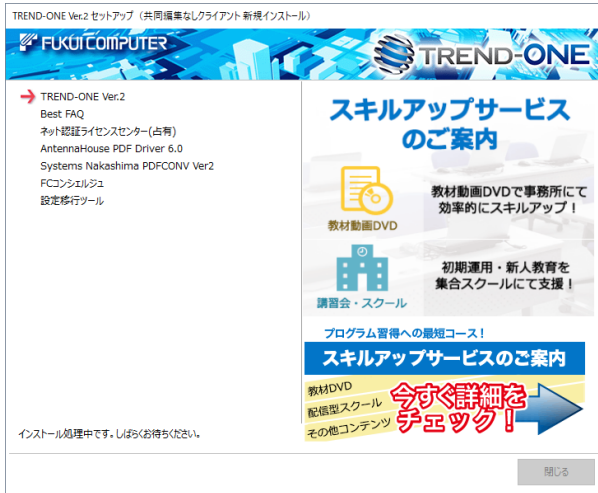 TREND-ONE Ver.2 セットアップ（共同編集なしクライアント 新規インストール）
FUKUI COMPUTER
TREND-ONE
TREND-ONE Ver.2
Best FAQ
ネット認証ライセンスセンター(占有)
AntennaHouse PDF Driver 6.0
Systems Nakashima PDFCONV Ver2
FCコンシェルジュ
設定移行ツール
スキルアップサービス
のご案内
教材動画DVDで事務所にて
効率的にスキルアップ！
教材動画DVD
初期運用・新人教育を
集合スクールにて支援！
講習会・スクール
プログラム習得への最短コース！
スキルアップサービスのご案内
教材DVD
配信型スクール
その他コンテンツ
今すぐ詳細を
チェック！
インストール処理中です。しばらくお待ちください。
閉じる